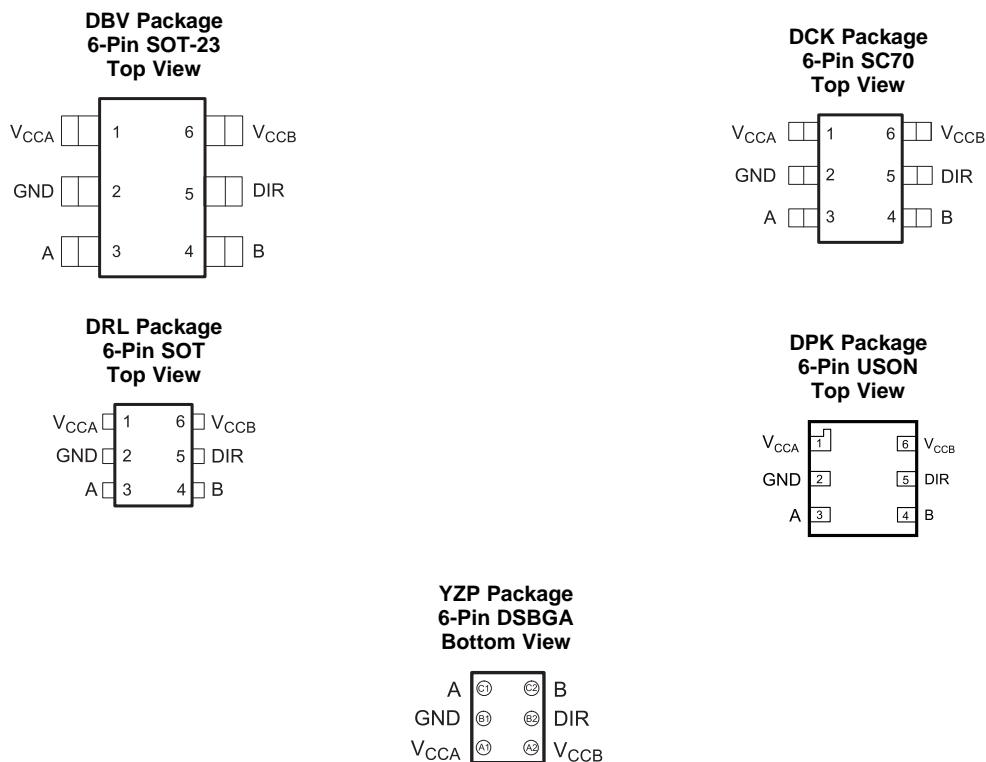 DBV Package
6-Pin SOT-23
Top View
VCCA 1 6 VCCB
GND 2 5 DIR
A 3 4 B
DCK Package
6-Pin SC70
Top View
VCCA 1 6 VCCB
GND 2 5 DIR
A 3 4 B
DRL Package
6-Pin SOT
Top View
VCCA 1 6 VCCB
GND 2 5 DIR
A 3 4 B
DPK Package
6-Pin USON
Top View
VCCA 1 6 VCCB
GND 2 5 DIR
A 3 4 B
YZP Package
6-Pin DSBGA
Bottom View
A C1 C2 B
GND B1 B2 DIR
VCCA A1 A2 VCCB